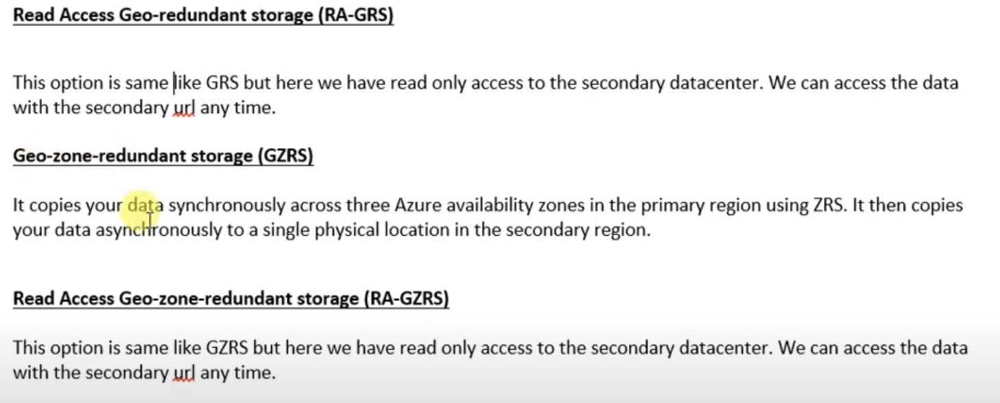 Read Access Geo-redundant storage (RA-GRS)
This option is same like GRS but here we have read only access to the secondary datacenter. We can access the data
with the secondary url any time.
Geo-zone-redundant storage (GZRS)
It copies your data synchronously across three Azure availability zones in the primary region using ZRS. It then copies
your data asynchronously to a single physical location in the secondary region.
Read Access Geo-zone-redundant storage (RA-GZRS)
This option is same like GZRS but here we have read only access to the secondary datacenter. We can access the data
with the secondary url any time.